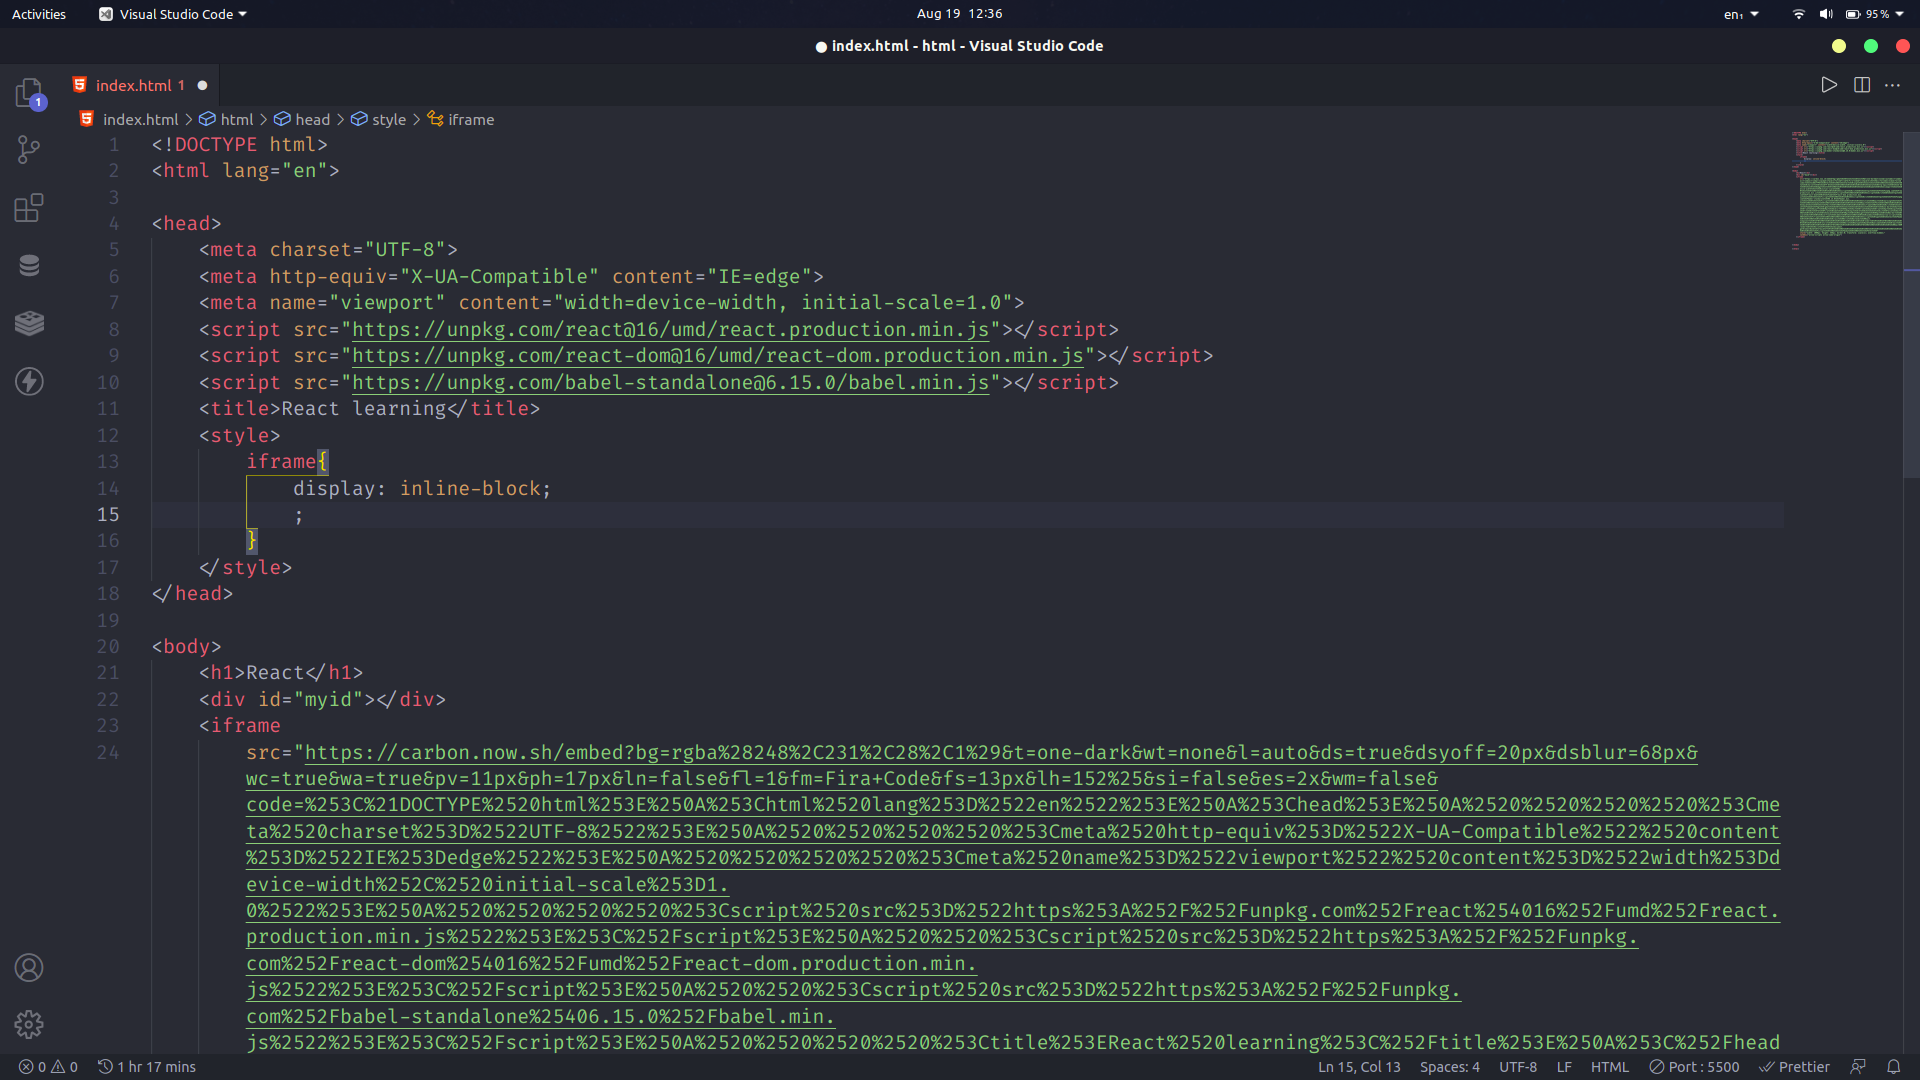 Activities
Visual Studio Code
Aug 19 12:36
en₁
95 %
● index.html - html - Visual Studio Code
index.html 1
1
index.html > html > head > style > iframe
1 <!DOCTYPE html>
2 <html lang="en">
3
4 <head>
5 <meta charset="UTF-8">
6 <meta http-equiv="X-UA-Compatible" content="IE=edge">
7 <meta name="viewport" content="width=device-width, initial-scale=1.0">
8 <script src="https://unpkg.com/react@16/umd/react.production.min.js"></script>
9 <script src="https://unpkg.com/react-dom@16/umd/react-dom.production.min.js"></script>
10 <script src="https://unpkg.com/babel-standalone@6.15.0/babel.min.js"></script>
11 <title>React learning</title>
12 <style>
13 iframe{
14 display: inline-block;
15 ;
16 }
17 </style>
18 </head>
19
20 <body>
21 <h1>React</h1>
22 <div id="myid"></div>
23 <iframe
24 src="https://carbon.now.sh/embed?bg=rgba%28248%2C231%2C28%2C1%29&t=one-dark&wt=none&l=auto&ds=true&dsyoff=20px&dsblur=68px&
wc=true&wa=true&pv=11px&ph=17px&ln=false&fl=1&fm=Fira+Code&fs=13px&lh=152%25&si=false&es=2x&wm=false&
code=%253C%21DOCTYPE%2520html%253E%250A%253Chtml%2520lang%253D%2522en%2522%253E%250A%253Chead%253E%250A%2520%2520%2520%2520%253Cme
ta%2520charset%253D%2522UTF-8%2522%253E%250A%2520%2520%2520%2520%253Cmeta%2520http-equiv%253D%2522X-UA-Compatible%2522%2520content
%253D%2522IE%253Dedge%2522%253E%250A%2520%2520%2520%2520%253Cmeta%2520name%253D%2522viewport%2522%2520content%253D%2522width%253Dd
evice-width%252C%2520initial-scale%253D1.
0%2522%253E%250A%2520%2520%2520%2520%253Cscript%2520src%253D%2522https%253A%252F%252Funpkg.com%252Freact%254016%252Fumd%252Freact.
production.min.js%2522%253E%253C%252Fscript%253E%250A%2520%2520%253Cscript%2520src%253D%2522https%253A%252F%252Funpkg.
com%252Freact-dom%254016%252Fumd%252Freact-dom.production.min.
js%2522%253E%253C%252Fscript%253E%250A%2520%2520%253Cscript%2520src%253D%2522https%253A%252F%252Funpkg.
com%252Fbabel-standalone%25406.15.0%252Fbabel.min.
js%2522%253E%253C%252Fscript%253E%250A%2520%2520%2520%2520%253Ctitle%253EReact%2520learning%253C%252Ftitle%253E%250A%253C%252Fhead
0 0 1 hr 17 mins
Ln 15, Col 13 Spaces: 4 UTF-8 LF HTML Port : 5500 Prettier